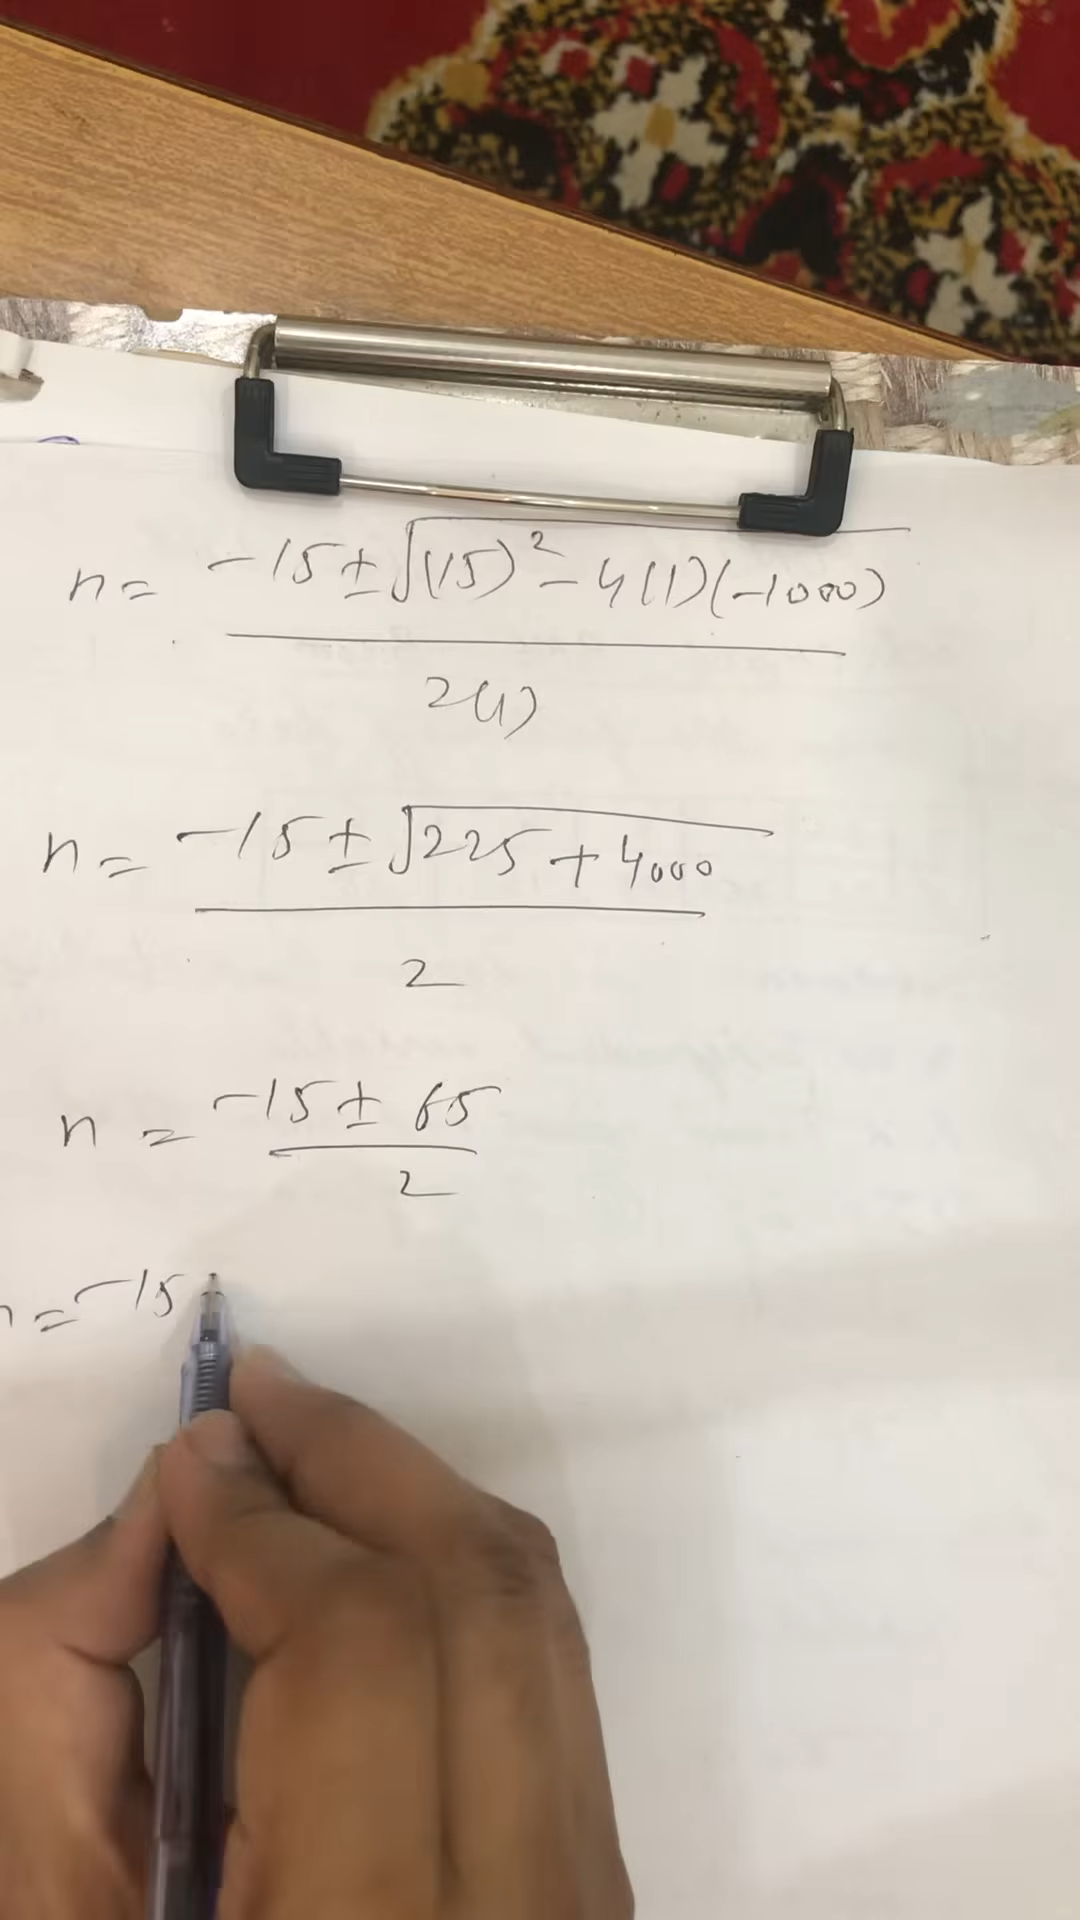 n = -15 ± √(15)² - 4(1)(-1000)
2(1)
n = -15 ± √225 + 4000
2
n = -15 ± 65
2
n = -15